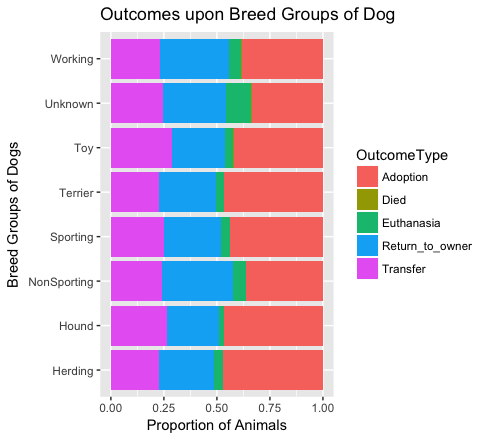 Outcomes upon Breed Groups of Dog
Breed Groups of Dogs
Working
Unknown
Toy
Terrier
Sporting
NonSporting
Hound
Herding
0.00 0.25 0.50 0.75 1.00
Proportion of Animals
OutcomeType
Adoption
Died
Euthanasia
Return_to_owner
Transfer